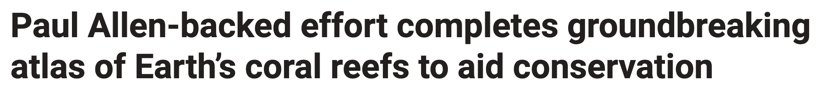 Paul Allen-backed effort completes groundbreaking
atlas of Earth’s coral reefs to aid conservation